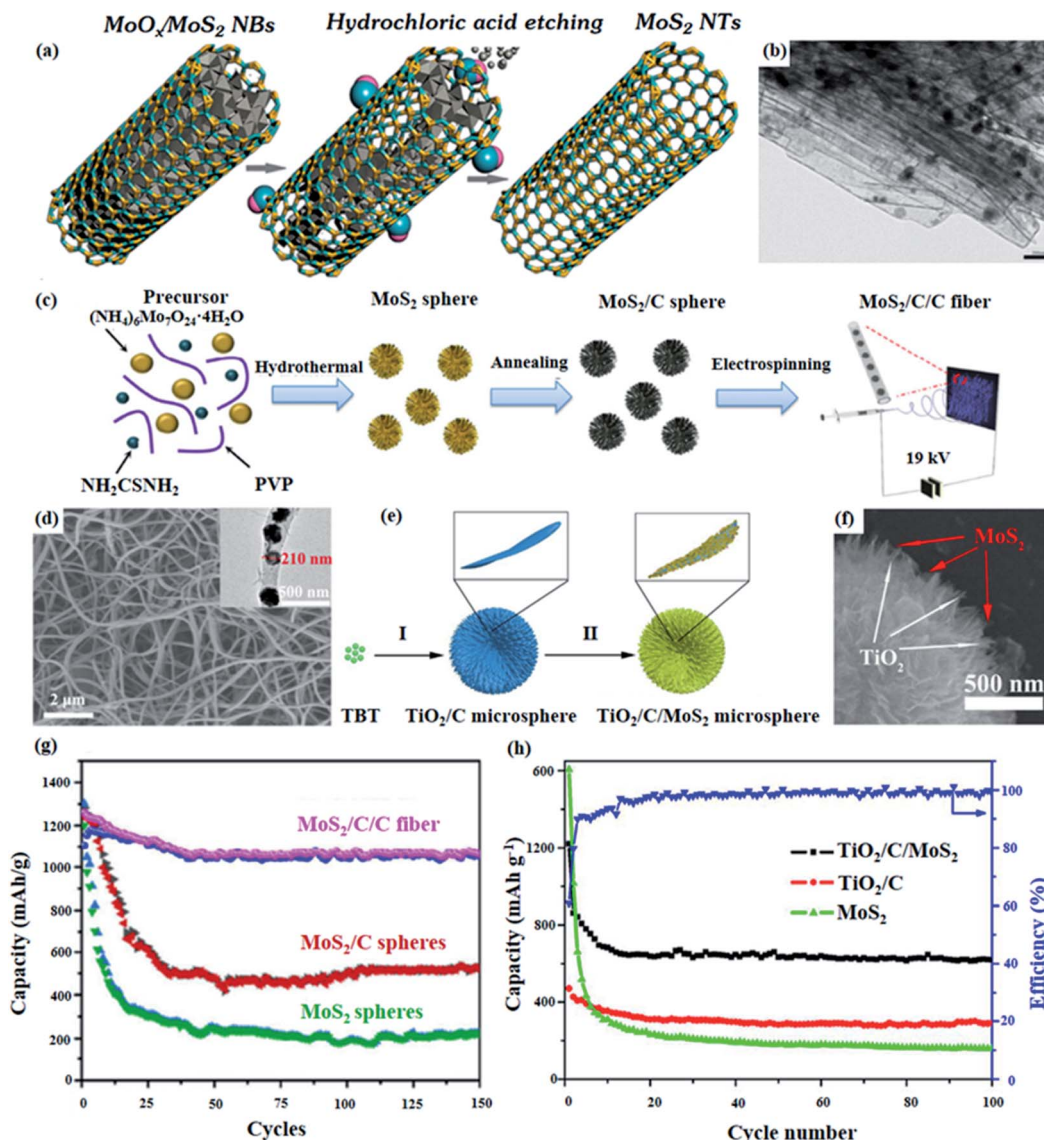 MoOₓ/MoS₂ NBs
Hydrochloric acid etching
MoS₂ NTs
(a)
(b)
(c)
Precursor
(NH₄)₆Mo₇O₂₄·4H₂O
NH₂CSNH₂
PVP
Hydrothermal
MoS₂ sphere
Annealing
MoS₂/C sphere
Electrospinning
MoS₂/C/C fiber
19 kV
(d)
210 nm
500 nm
2 μm
(e)
TBT
I
TiO₂/C microsphere
II
TiO₂/C/MoS₂ microsphere
(f)
MoS₂
TiO₂
500 nm
(g)
Capacity (mAh/g)
1400
1200
1000
800
600
400
200
0
MoS₂/C/C fiber
MoS₂/C spheres
MoS₂ spheres
0 25 50 75 100 125 150
Cycles
(h)
Capacity (mAh g⁻¹)
600
1200
800
400
0
TiO₂/C/MoS₂
TiO₂/C
MoS₂
100
80
60
40
20
0
Efficiency (%)
0 20 40 60 80 100
Cycle number